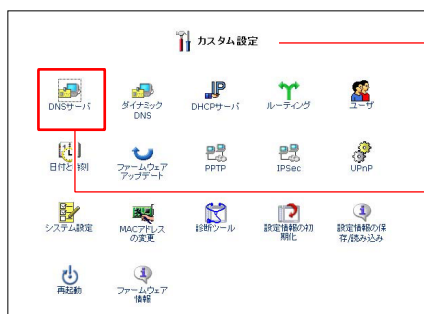 カスタム設定
DNSサーバ
ダイナミック
DNS
DHCPサーバ
ルーティング
ユーザ
日付と時刻
ファームウェア
アップデート
PPTP
IPSec
UPnP
システム設定
MACアドレス
の変更
診断ツール
設定情報の初
期化
設定情報の保
存/読み込み
再起動
ファームウェア
情報